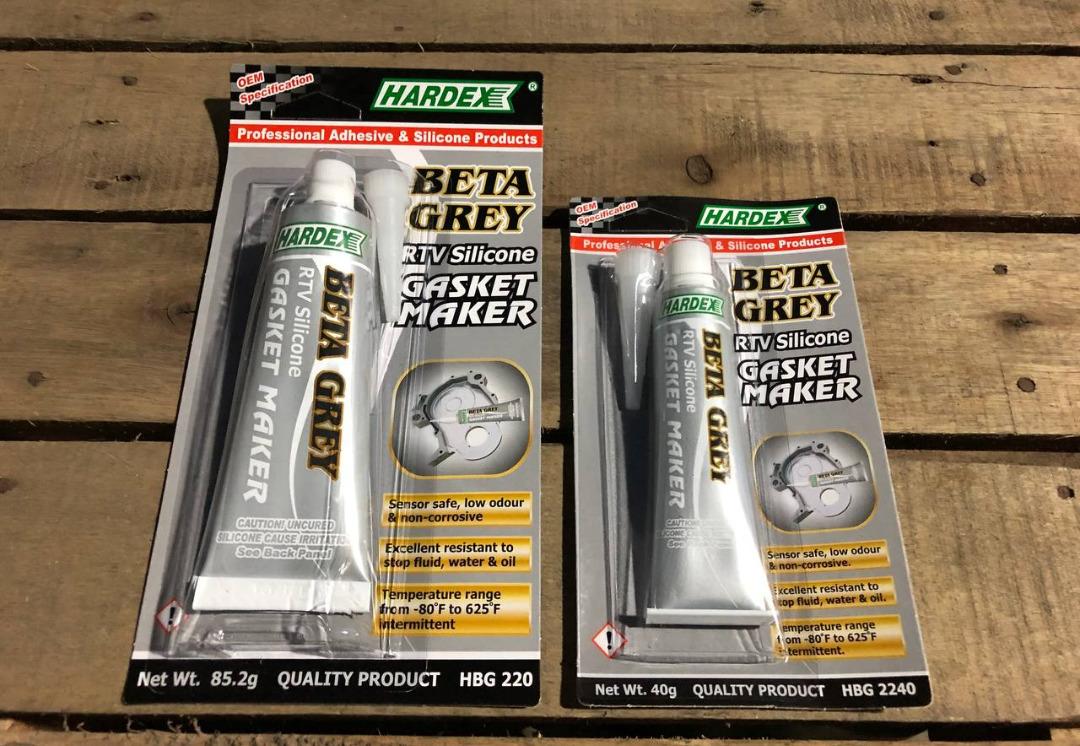 OEM
Specification
HARDEX®
Professional Adhesive & Silicone Products
BETA
GREY
RTV Silicone
GASKET
MAKER
HARDEX
BETA GREY
RTV Silicone
GASKET MAKER
CAUTION! UNCURED
SILICONE CAUSE IRRITATION
See Back Panel
BETA GREY
Sensor safe, low odour
& non-corrosive
Excellent resistant to
stop fluid, water & oil
Temperature range
from -80°F to 625°F
intermittent
Net Wt. 85.2g QUALITY PRODUCT HBG 220
OEM
Specification
HARDEX®
Professional & Silicone Products
BETA
GREY
RTV Silicone
GASKET
MAKER
HARDEX
BETA GREY
RTV Silicone
GASKET MAKER
BETA GREY
Sensor safe, low odour
& non-corrosive.
Excellent resistant to
stop fluid, water & oil.
Temperature range
from -80°F to 625°F
intermittent.
Net Wt. 40g QUALITY PRODUCT HBG 2240